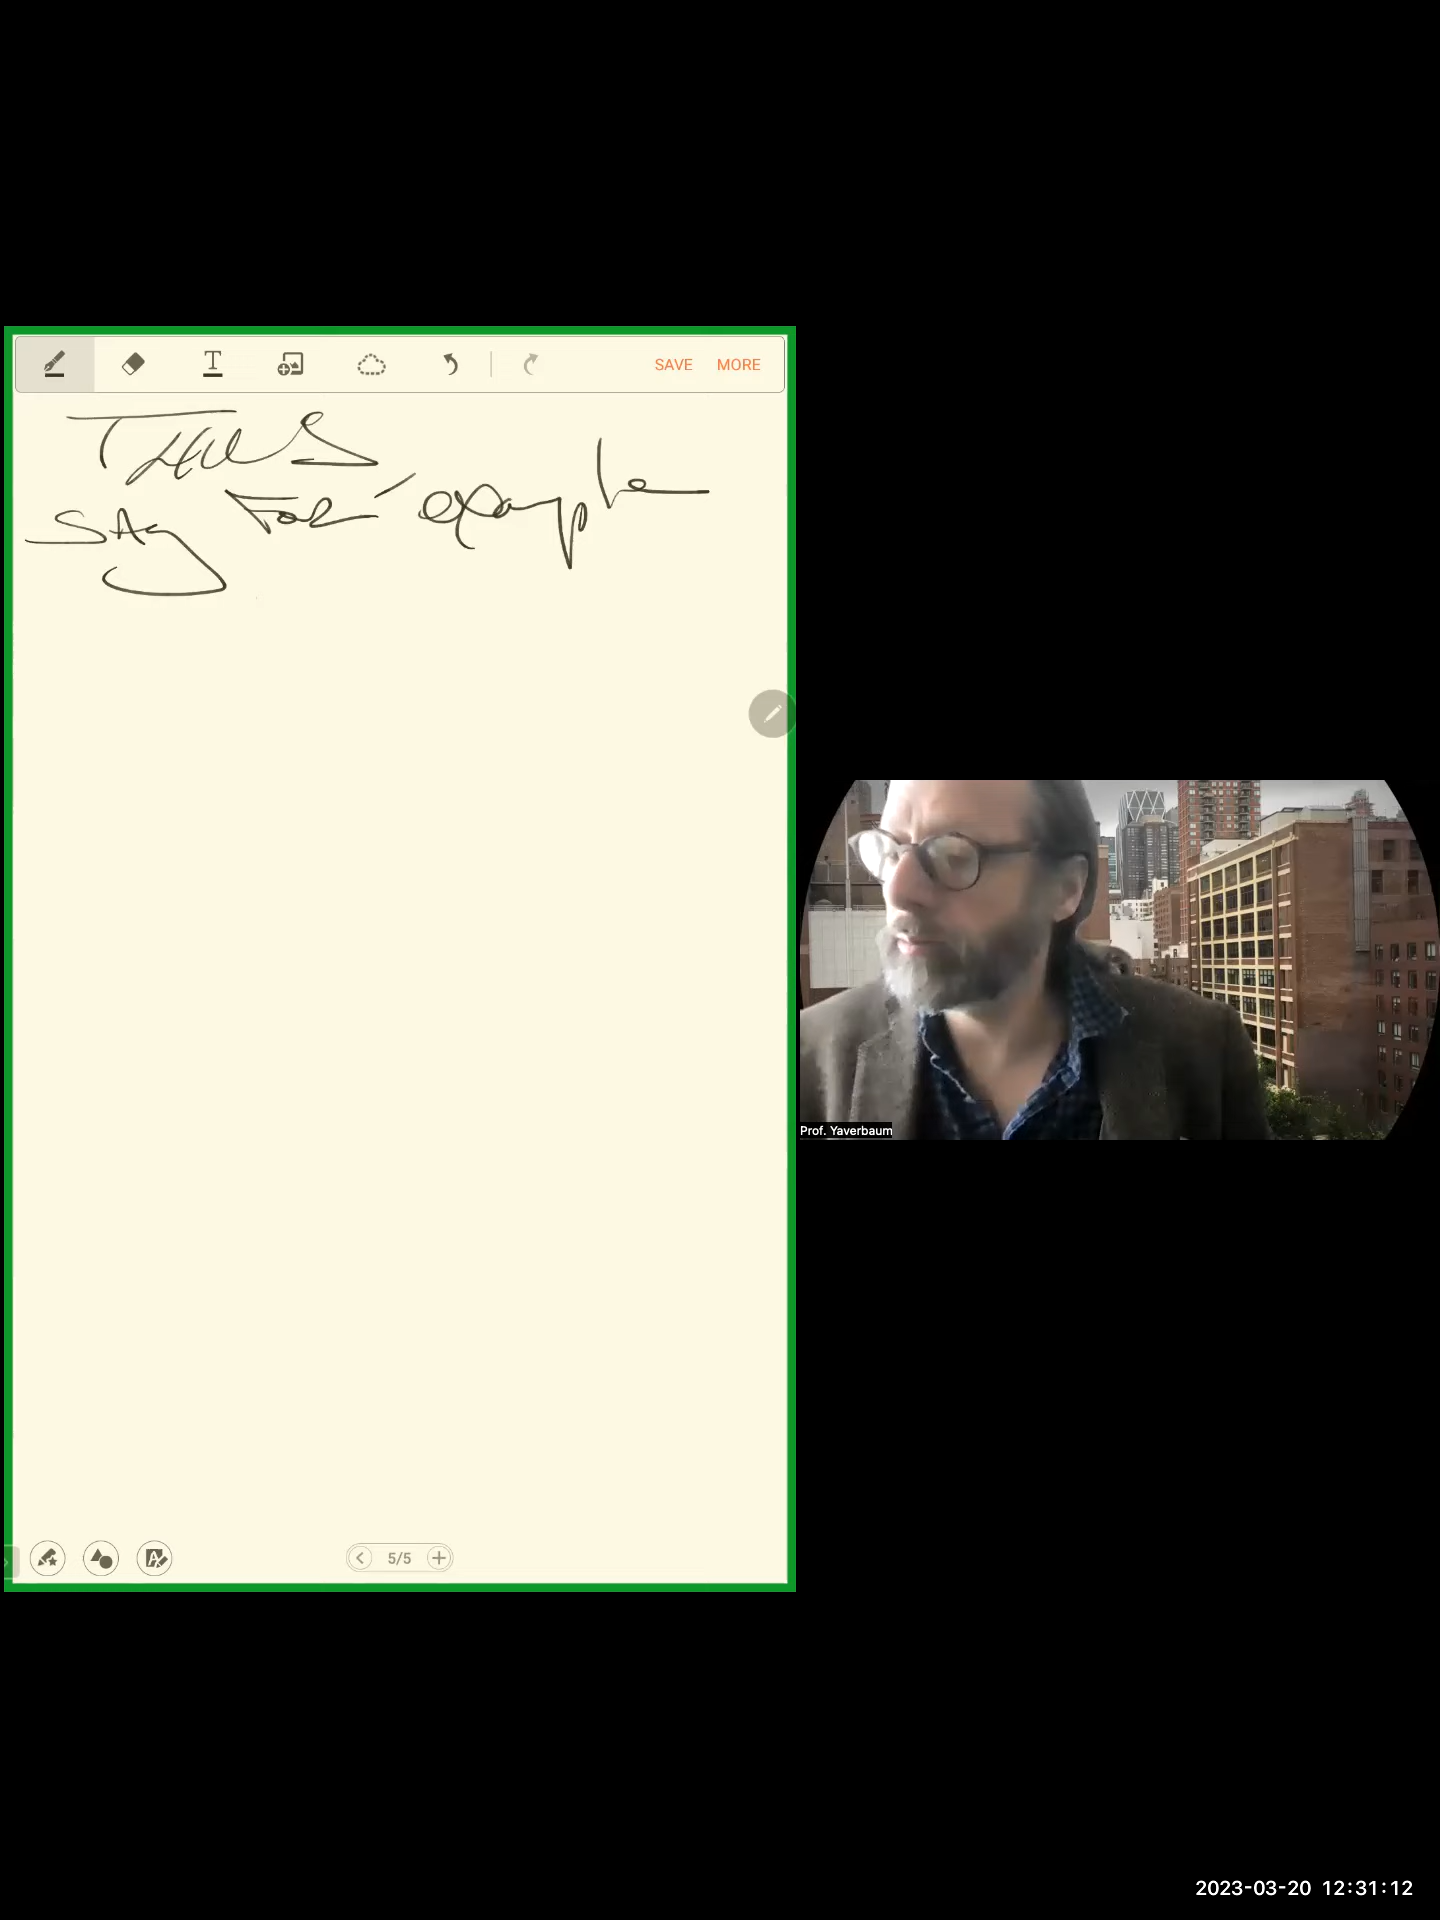 T SAVE MORE
THUS
SAy FOR example
5/5
Prof. Yaverbaum
2023-03-20 12:31:12